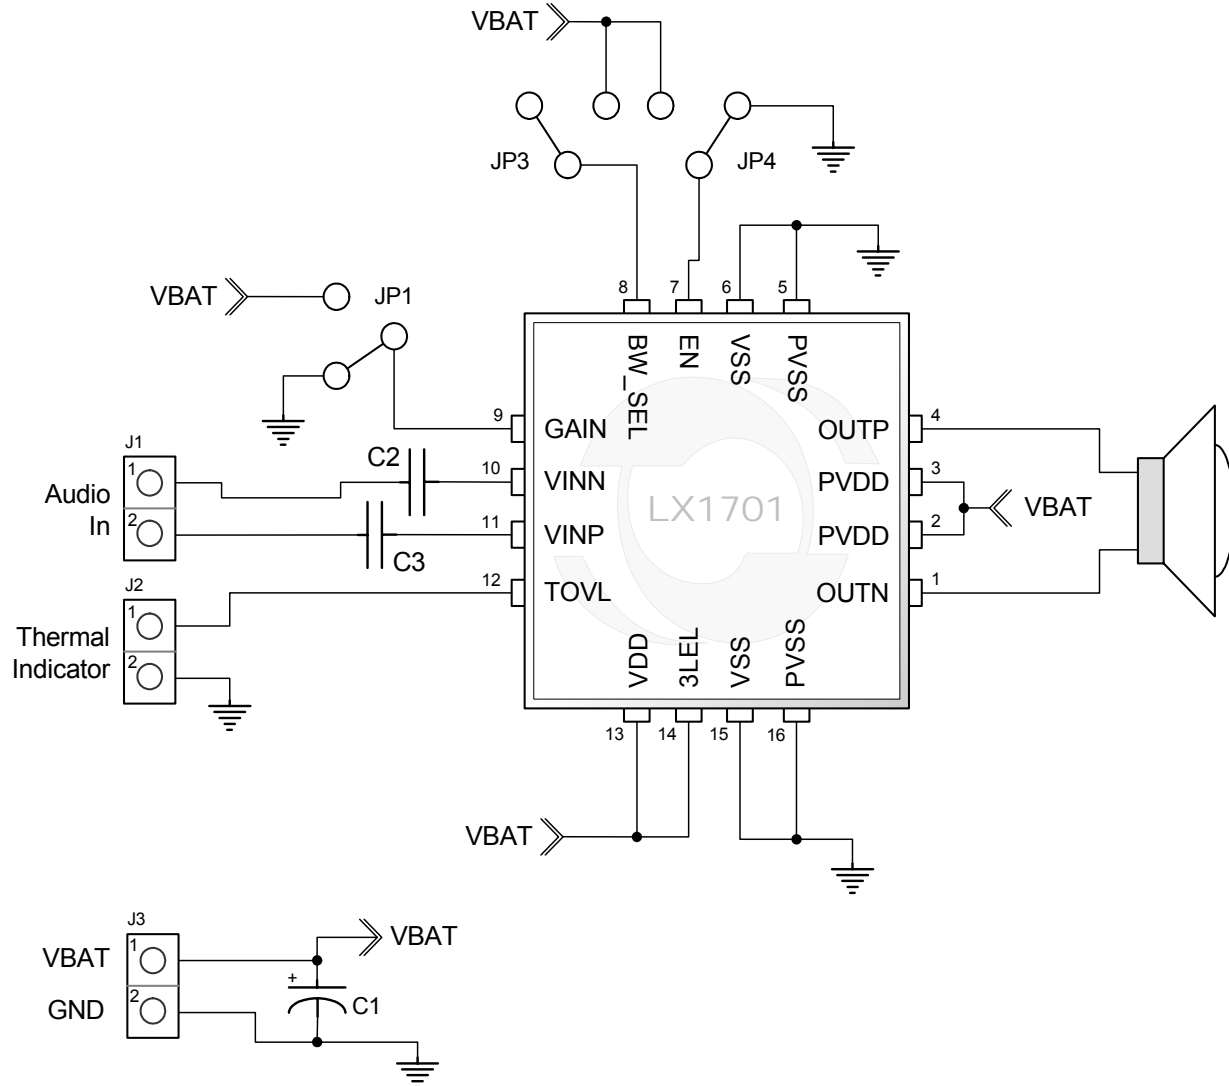 VBAT
JP3
JP4
VBAT
JP1
8
7
6
5
BW_SEL
EN
VSS
PVSS
9
GAIN
OUTP
4
J1
1
2
Audio
In
C2
10
VINN
LX1701
PVDD
3
VBAT
C3
11
VINP
PVDD
2
J2
1
2
Thermal
Indicator
12
TOVL
OUTN
1
VDD
3LEL
VSS
PVSS
13
14
15
16
VBAT
J3
VBAT
1
VBAT
GND
2
+
C1